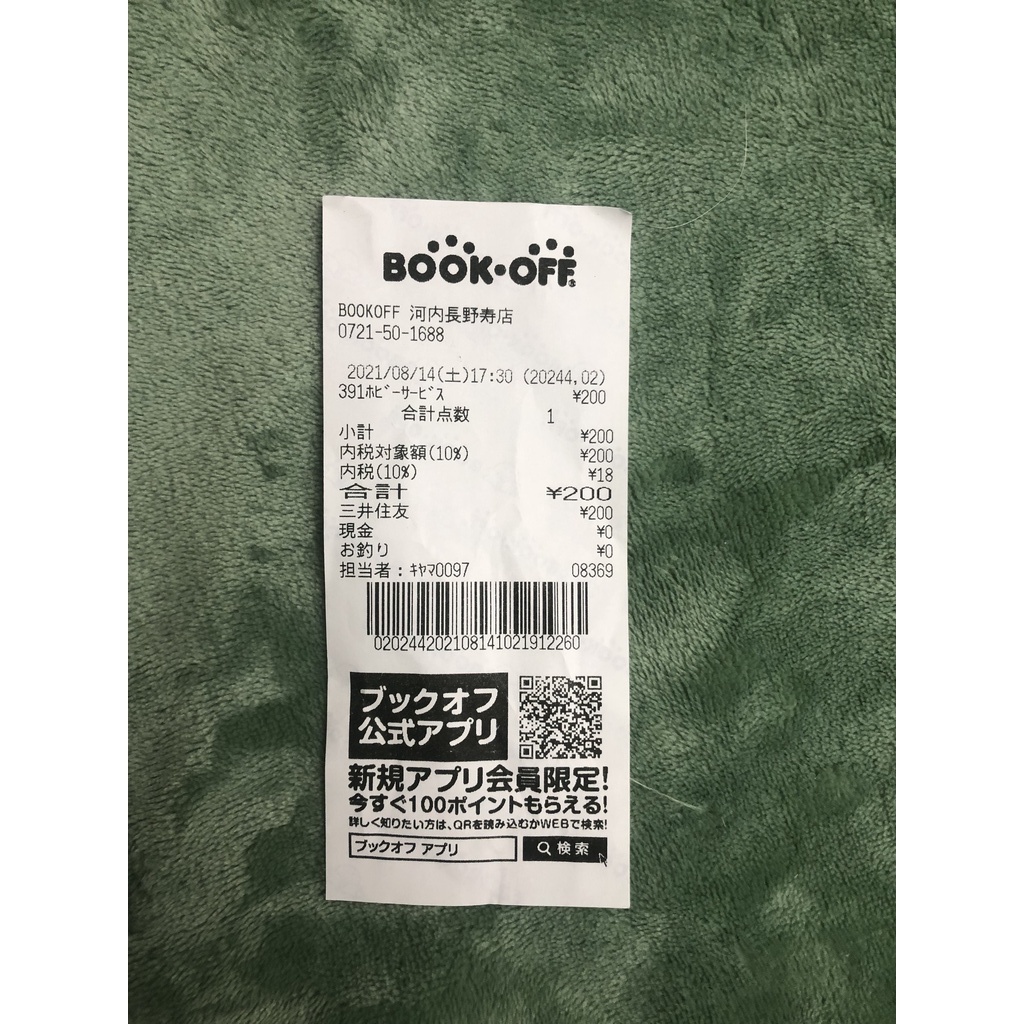 BOOK・OFF®
BOOKOFF 河内長野寿店
0721-50-1688
2021/08/14(土)17:30 (20244,02)
391ﾎﾋﾞｰｻｰﾋﾞｽ ¥200
合計点数 1
小計 ¥200
内税対象額(10%) ¥200
内税(10%) ¥18
合計 ¥200
三井住友 ¥200
現金 ¥0
お釣り ¥0
担当者：ｷﾔﾏ0097 08369
0202442021081410219​12260
ブックオフ
公式アプリ
新規アプリ会員限定!
今すぐ100ポイントもらえる!
詳しく知りたい方は、QRを読み込むかWEBで検索!
ブックオフ アプリ 検索